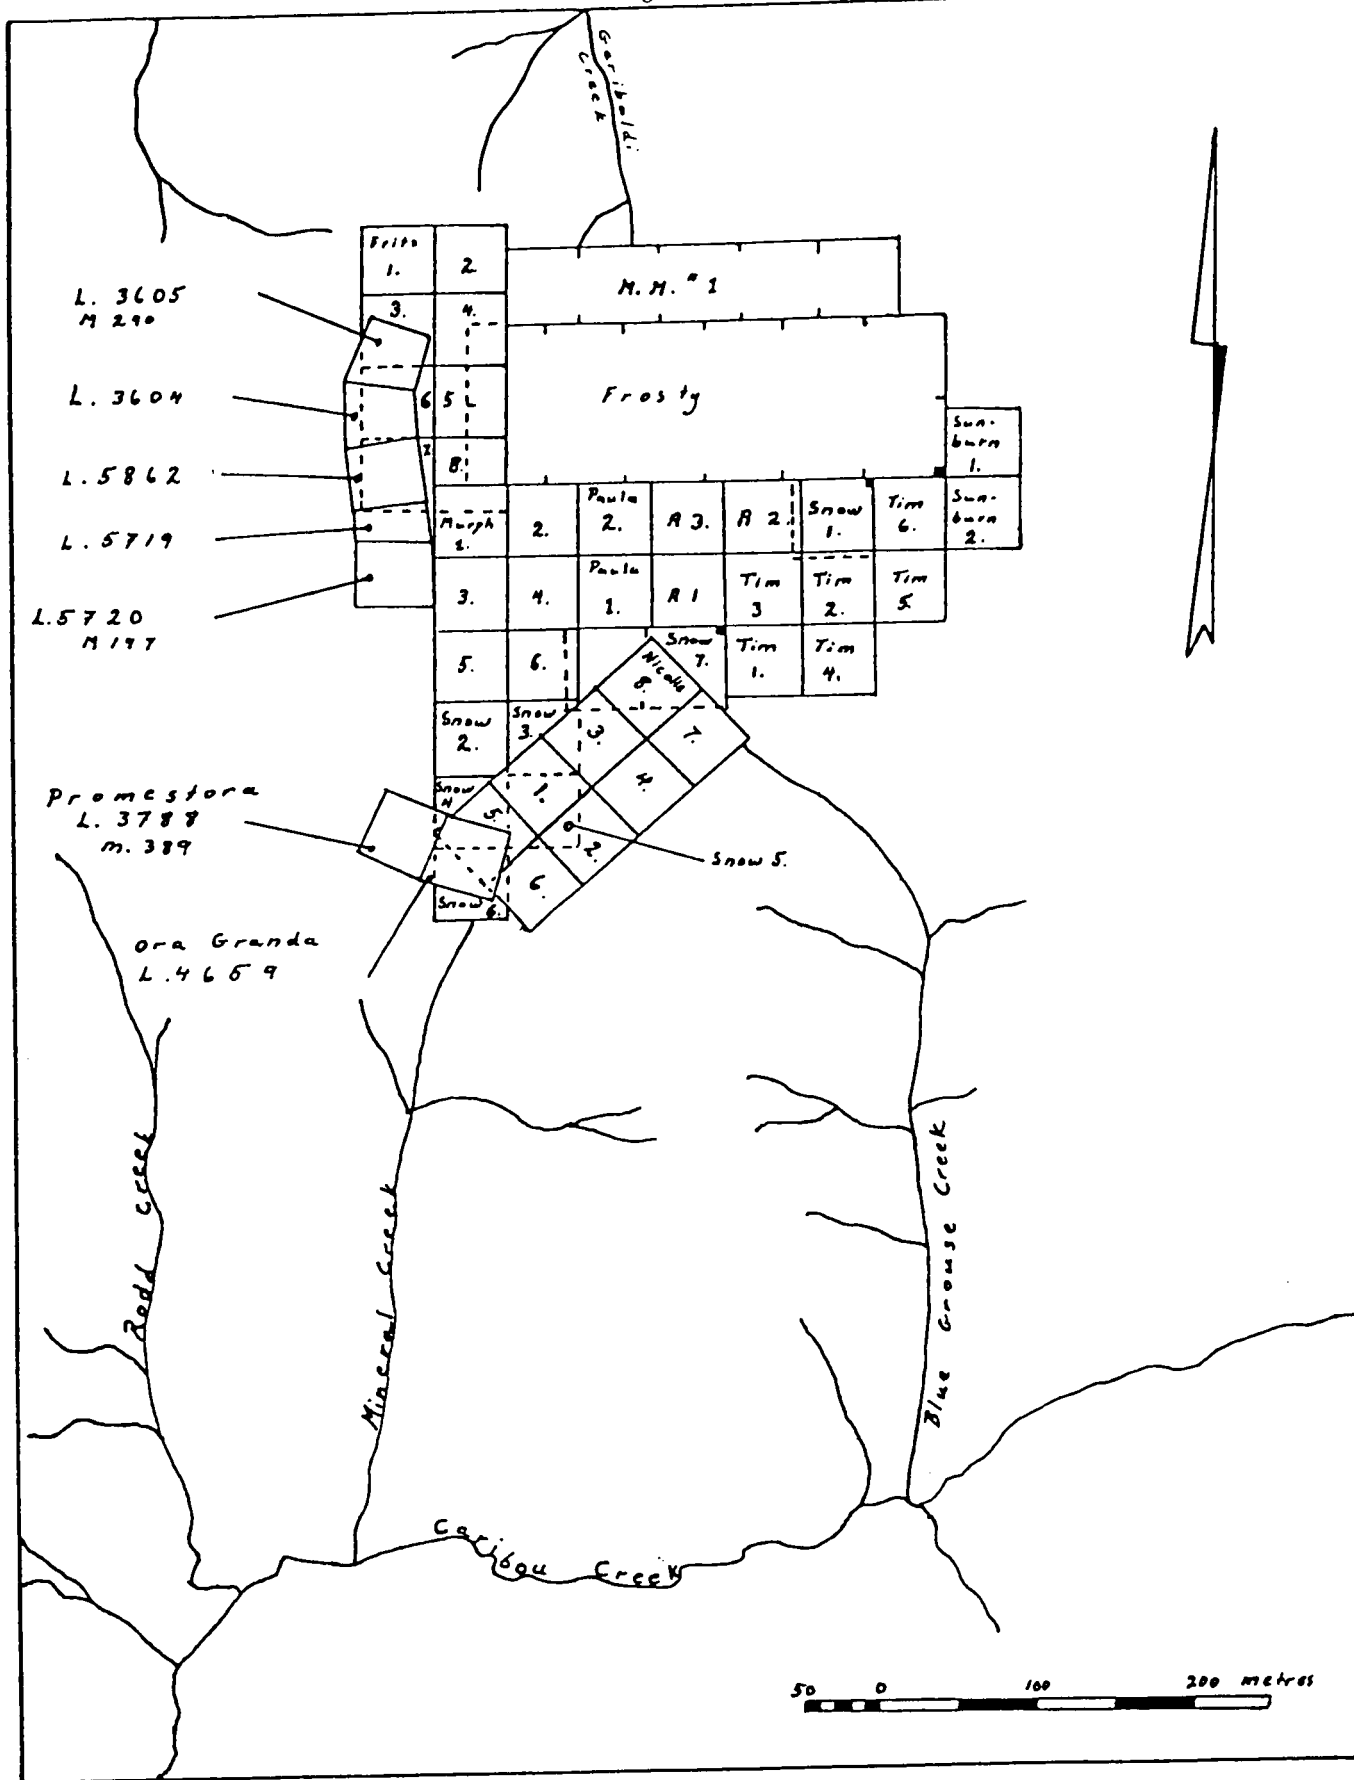 Garibaldi
Creek
Frits
1.
2
3.
4.
M.M. #1
L. 3605
M 290
L. 3604
6
5
Frosty
Sun-
burn
1.
L. 5862
7
8.
L. 5719
Murph
1.
2.
Paula
2.
R 3.
R 2.
Snow
1.
Tim
6.
Sun-
burn
2.
3.
4.
Paula
1.
R 1
Tim
3
Tim
2.
Tim
5.
L. 5720
M 197
5.
6.
Snow
7.
Tim
1.
Tim
4.
Nicalle
8.
Snow
2.
Snow
3.
3.
7.
Promestora
L. 3788
m. 389
Snow
4
5.
1.
4.
2.
6.
Snow 5.
Snow 6.
ora Granda
L. 4659
Rodd Creek
Mineral Creek
Blue Grouse Creek
Caribou Creek
50 0 100 200 metres